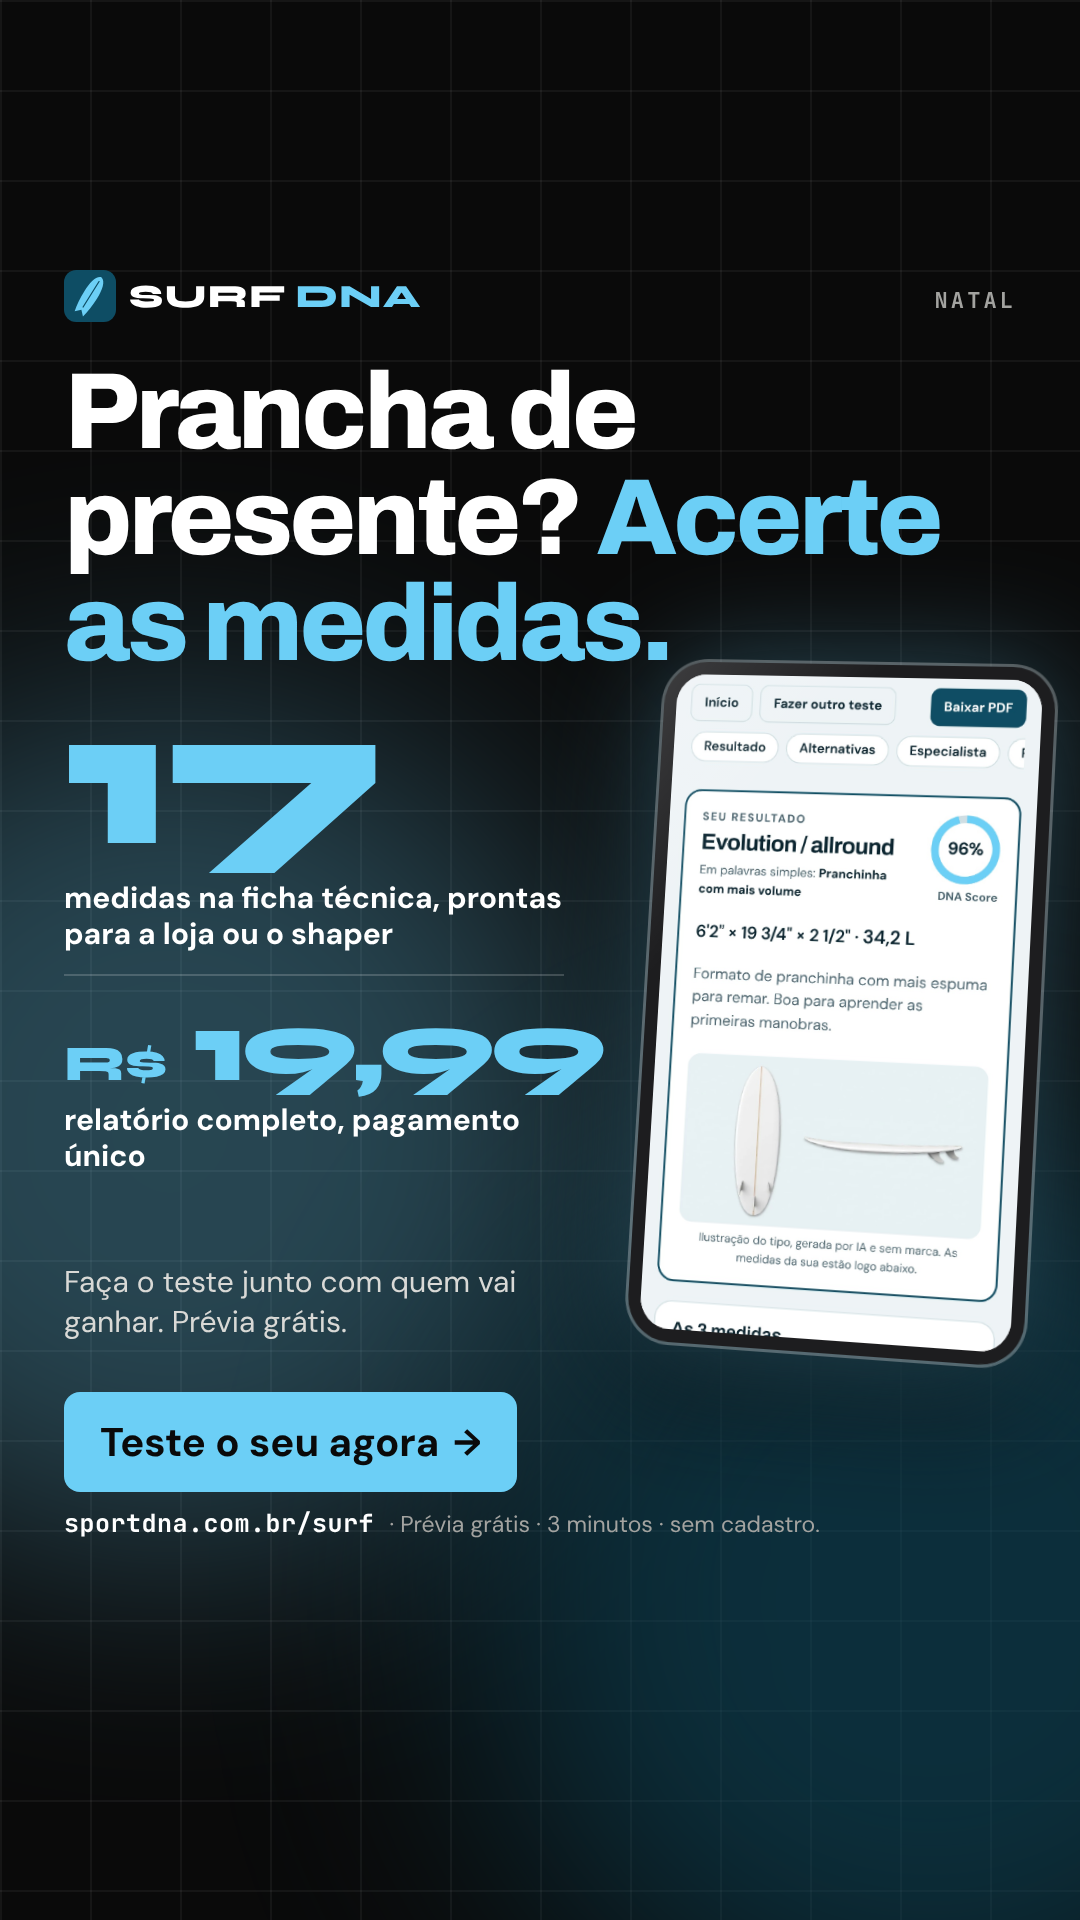 SURF DNA
NATAL
Prancha de
presente? Acerte
as medidas.
17
medidas na ficha técnica, prontas
para a loja ou o shaper
R$ 19,99
relatório completo, pagamento
único
Faça o teste junto com quem vai
ganhar. Prévia grátis.
Teste o seu agora →
sportdna.com.br/surf · Prévia grátis · 3 minutos · sem cadastro.
Início
Fazer outro teste
Baixar PDF
Resultado
Alternativas
Especialista
SEU RESULTADO
Evolution / allround
96%
DNA Score
Em palavras simples: Pranchinha
com mais volume
6'2" × 19 3/4" × 2 1/2" · 34,2 L
Formato de pranchinha com mais espuma
para remar. Boa para aprender as
primeiras manobras.
Ilustração do tipo, gerada por IA e sem marca. As
medidas da sua estão logo abaixo.
As 3 medidas